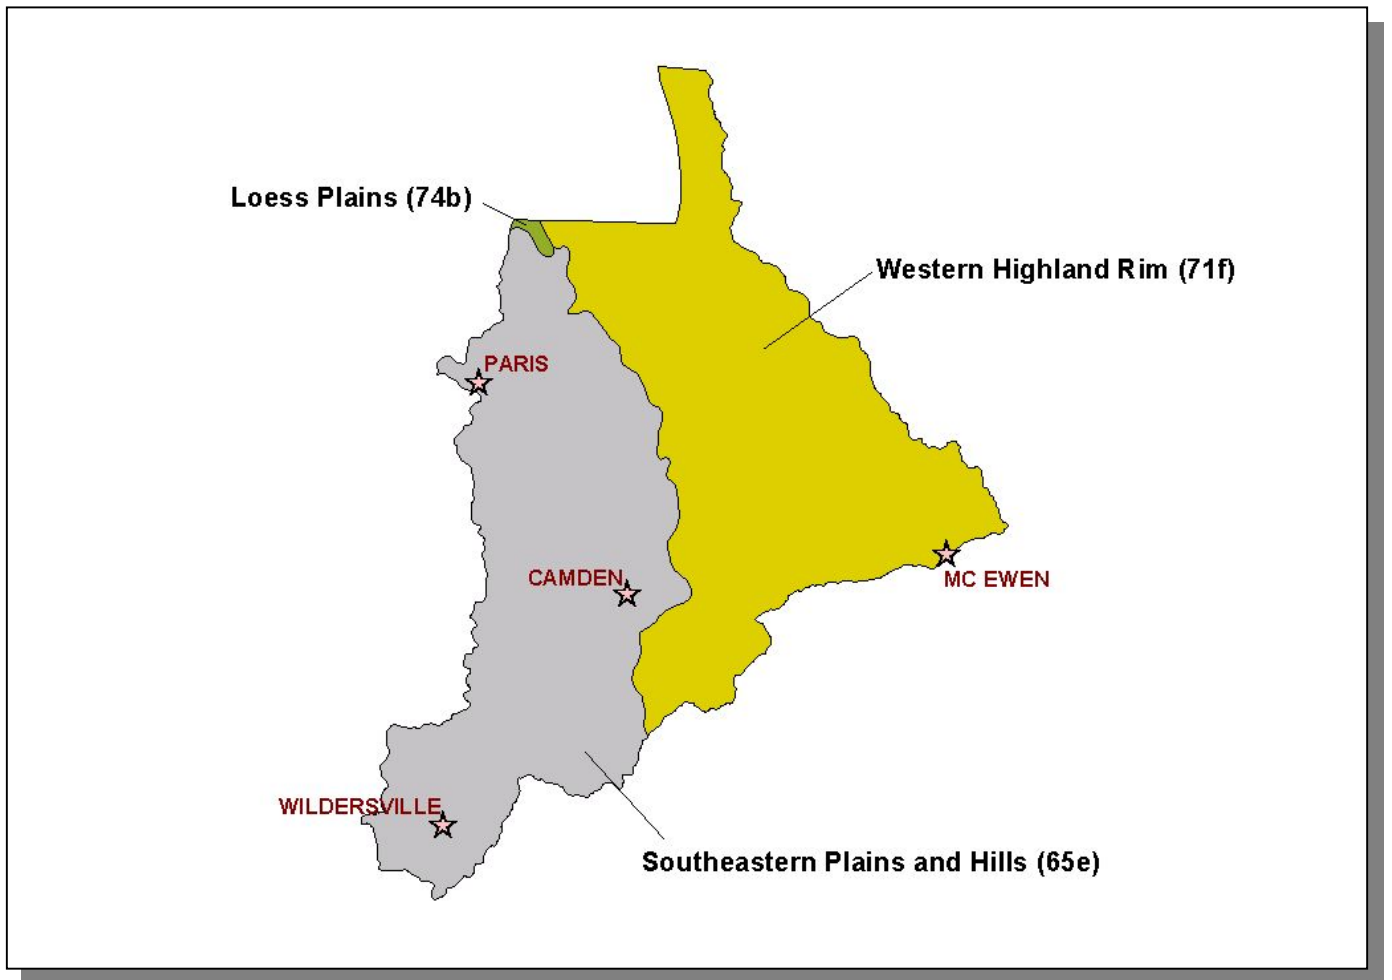 Loess Plains (74b)
Western Highland Rim (71f)
PARIS
CAMDEN
MC EWEN
WILDERSVILLE
Southeastern Plains and Hills (65e)